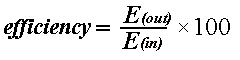 efficiency = E(out) / E(in) × 100